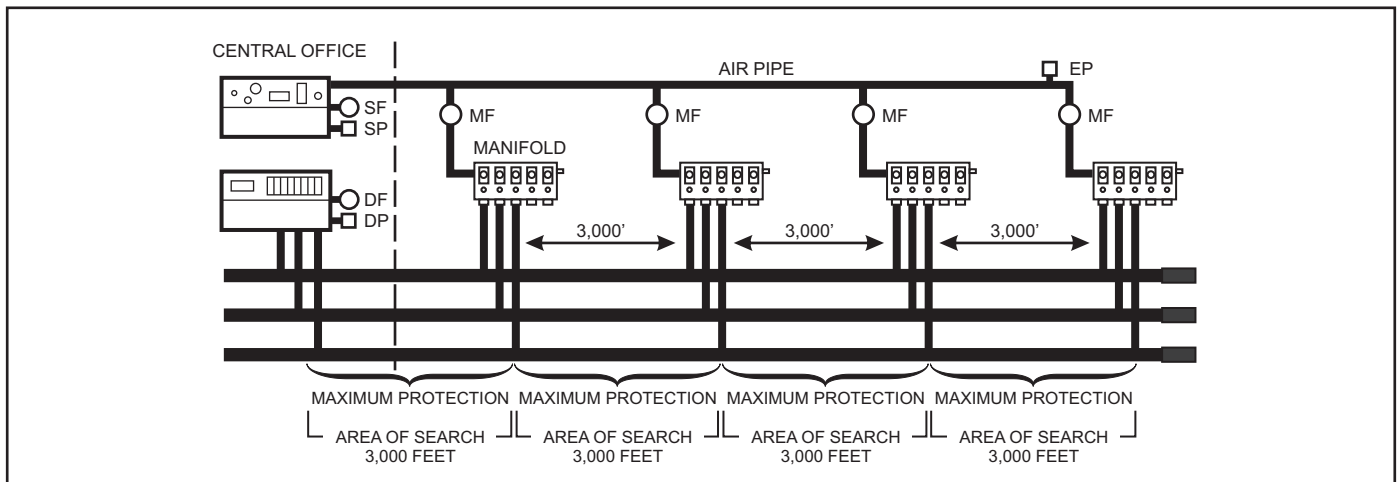 CENTRAL OFFICE
AIR PIPE
EP
SF
SP
MF
MF
MF
MF
MANIFOLD
DF
DP
3,000'
3,000'
3,000'
MAXIMUM PROTECTION
MAXIMUM PROTECTION
MAXIMUM PROTECTION
MAXIMUM PROTECTION
AREA OF SEARCH
3,000 FEET
AREA OF SEARCH
3,000 FEET
AREA OF SEARCH
3,000 FEET
AREA OF SEARCH
3,000 FEET